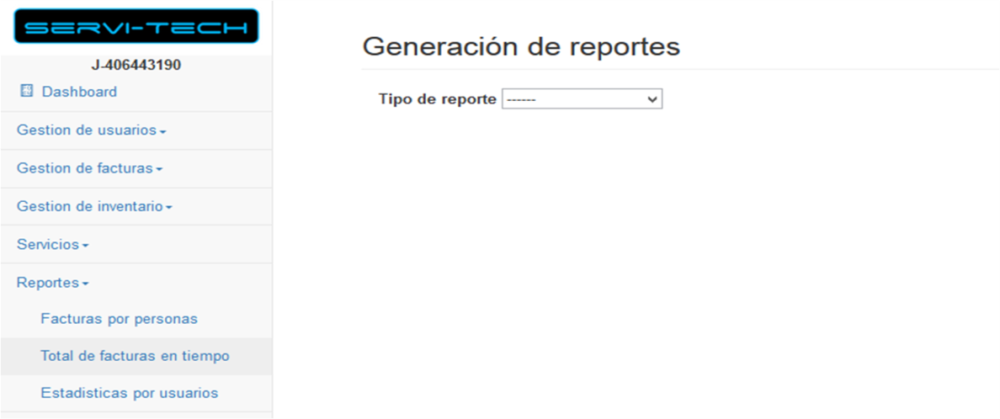 SERVI-TECH
J-406443190
Dashboard
Gestion de usuarios
Gestion de facturas
Gestion de inventario
Servicios
Reportes
Facturas por personas
Total de facturas en tiempo
Estadisticas por usuarios
Generación de reportes
Tipo de reporte ------